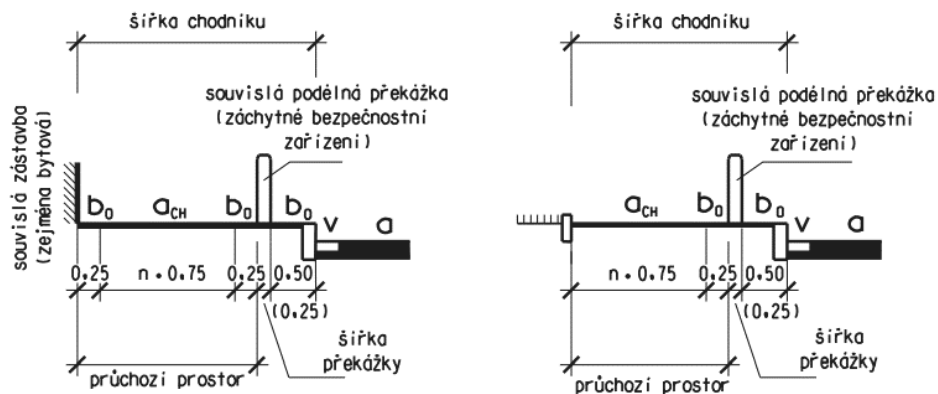 šířka chodníku
souvislá podélná překážka
(záchytné bezpečnostní
zařízení)
souvislá zástavba
(zejména bytová)
b₀ a_CH b₀ b₀ v a
0.25 n • 0.75 0.25 0.50
(0.25)
šířka
překážky
průchozí prostor
šířka chodníku
souvislá podélná překážka
(záchytné bezpečnostní
zařízení)
a_CH b₀ b₀ v a
n • 0.75 0.25 0.50
(0.25)
šířka
překážky
průchozí prostor